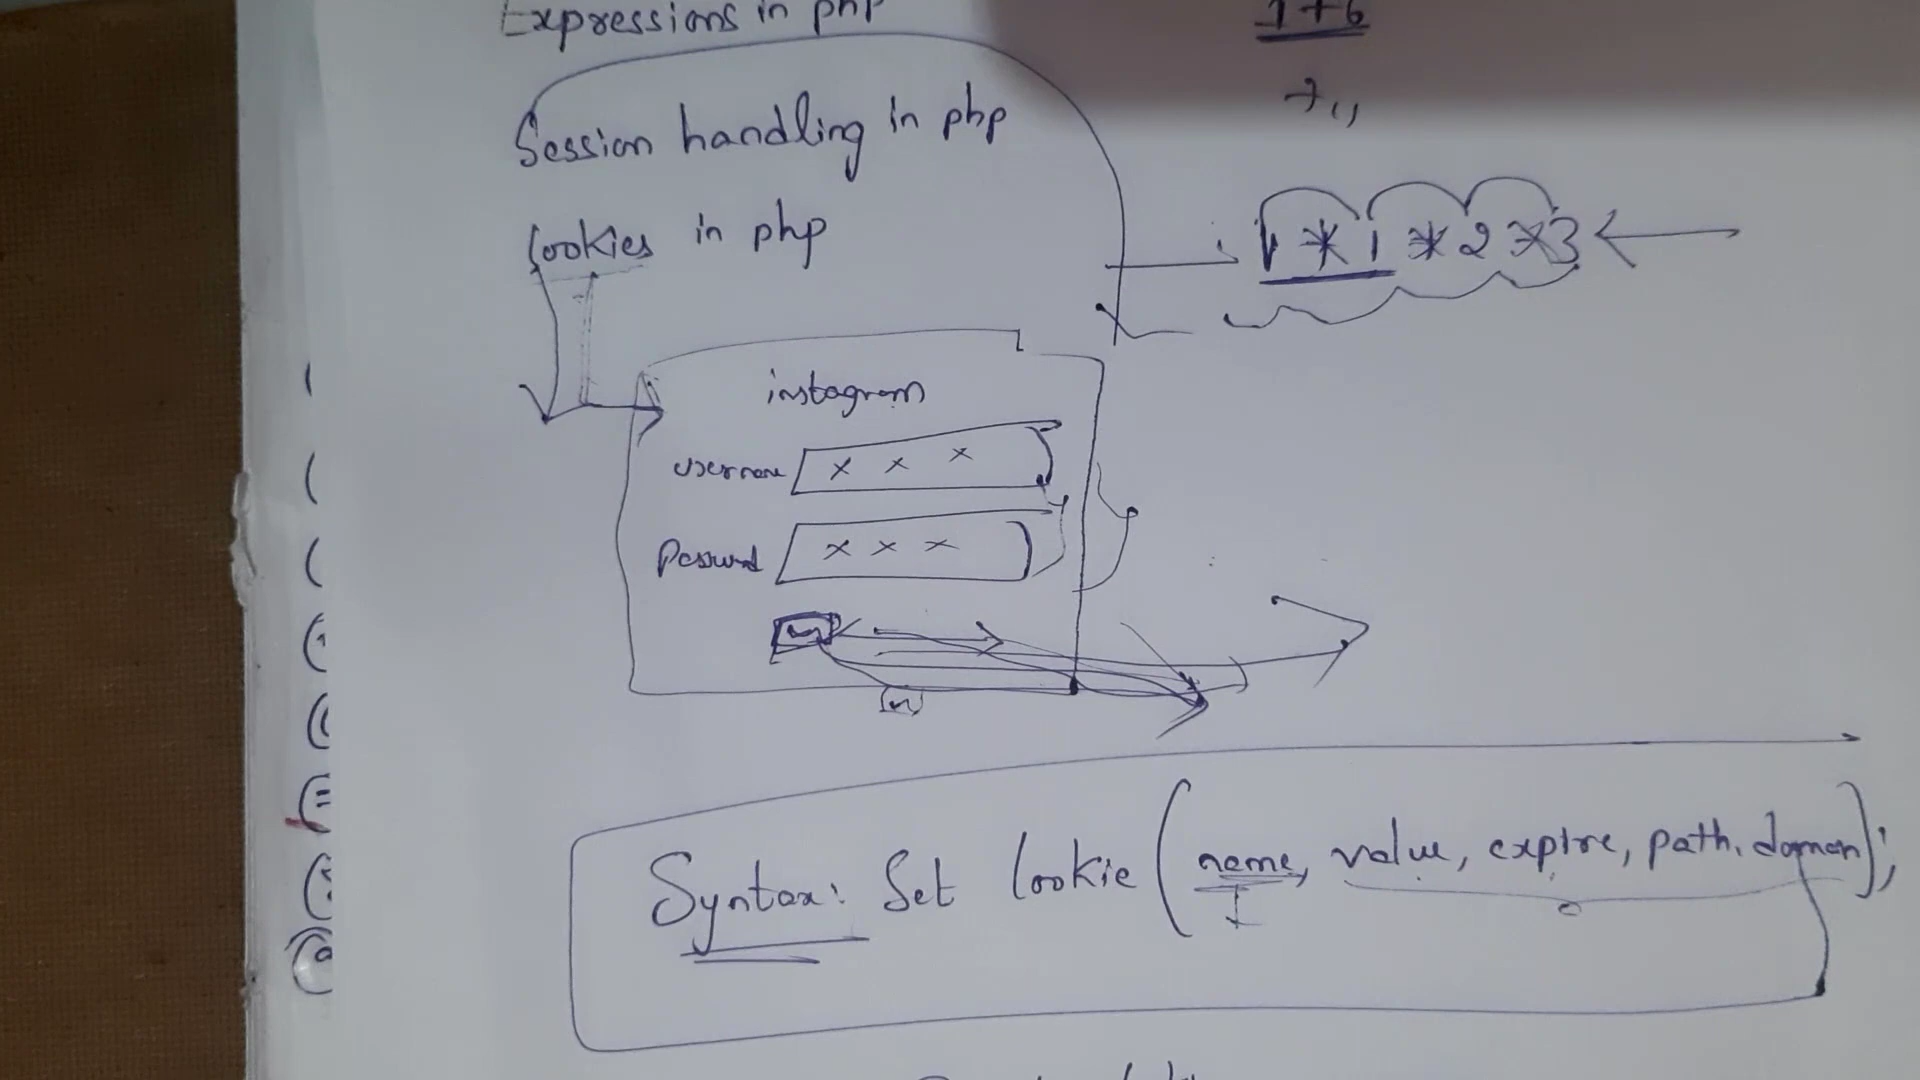 Expressions in php
1+6
7,,
Session handling in php
1 * 1 * 2 * 3
Cookies in php
instagram
username x x x
Password x x x
Syntax: Set Cookie (name, value, expire, path, domen);